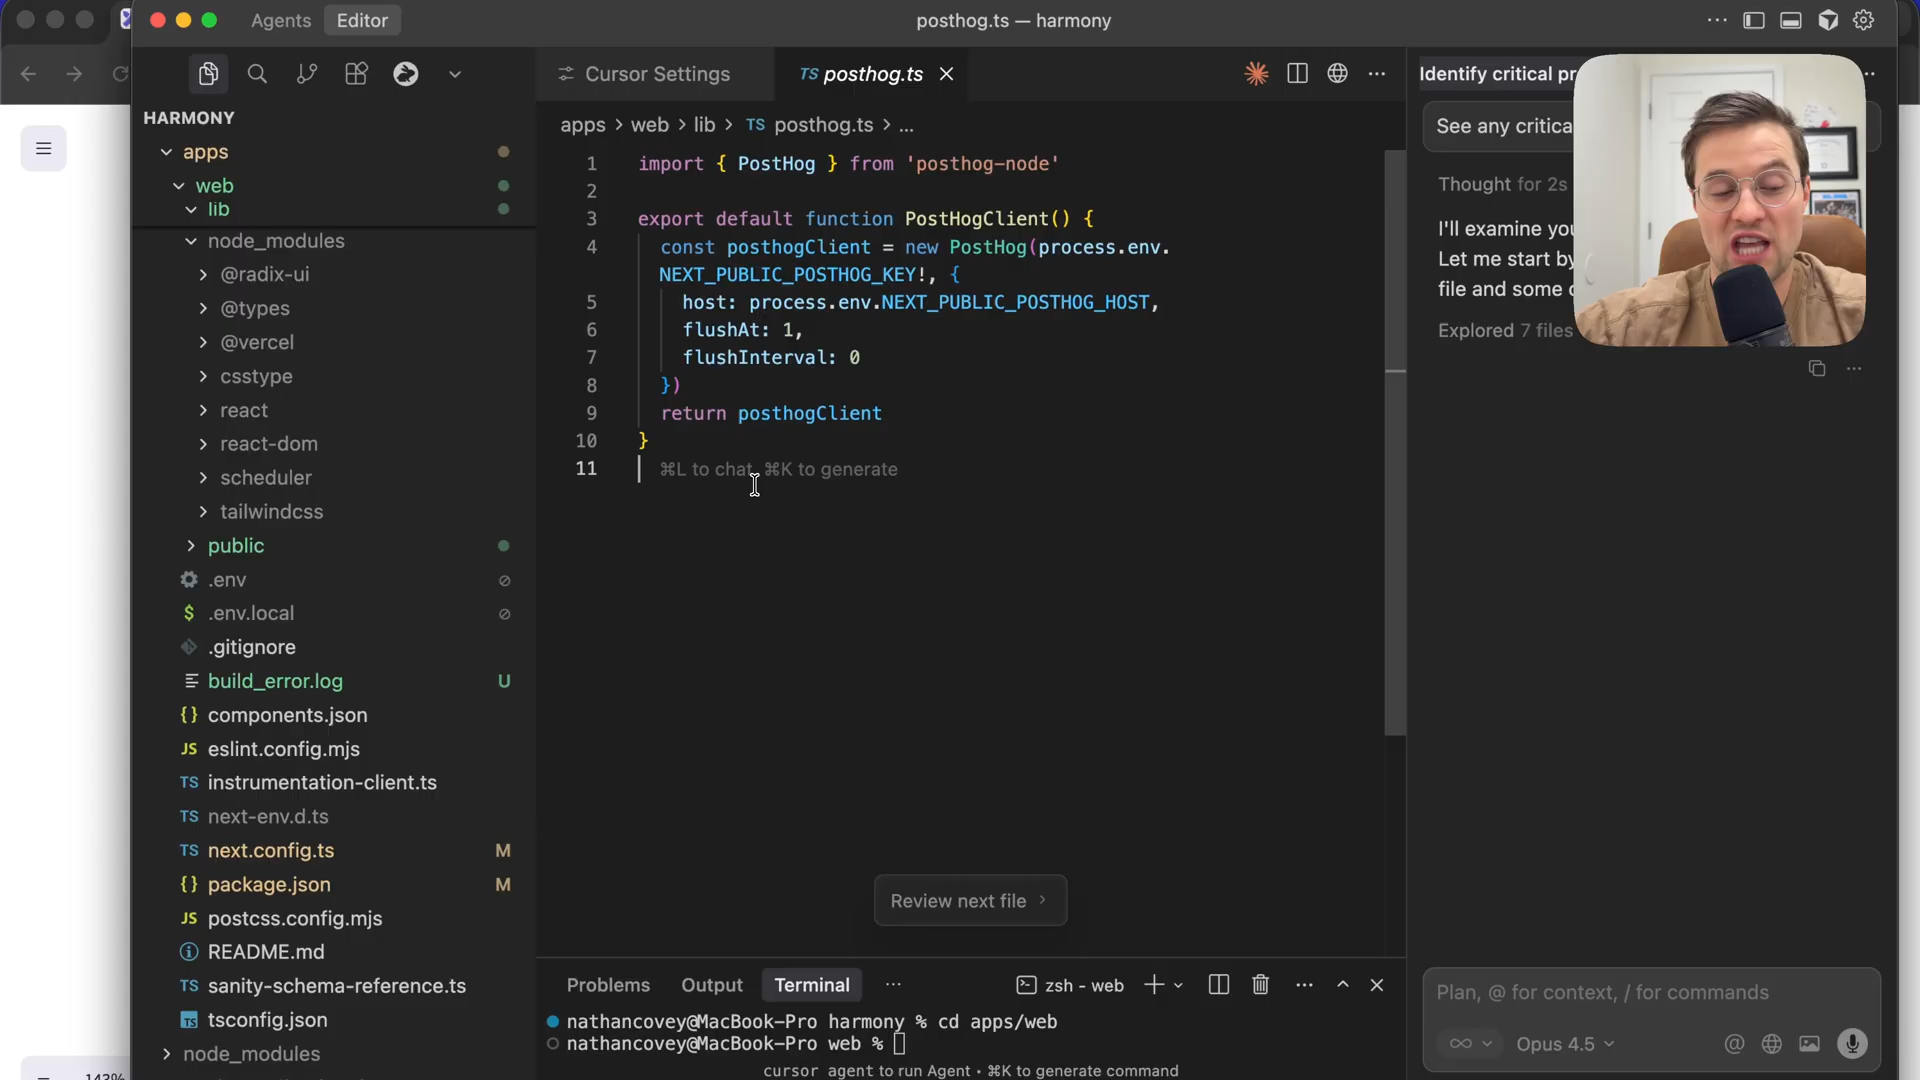 Agents
Editor
posthog.ts — harmony
HARMONY
apps
web
lib
node_modules
@radix-ui
@types
@vercel
csstype
react
react-dom
scheduler
tailwindcss
public
.env
.env.local
.gitignore
build_error.log U
components.json
eslint.config.mjs
instrumentation-client.ts
next-env.d.ts
next.config.ts M
package.json M
postcss.config.mjs
README.md
sanity-schema-reference.ts
tsconfig.json
node_modules
143%
Cursor Settings
TS posthog.ts
apps > web > lib > TS posthog.ts > ...
1 import { PostHog } from 'posthog-node'
2
3 export default function PostHogClient() {
4 const posthogClient = new PostHog(process.env.
NEXT_PUBLIC_POSTHOG_KEY!, {
5 host: process.env.NEXT_PUBLIC_POSTHOG_HOST,
6 flushAt: 1,
7 flushInterval: 0
8 })
9 return posthogClient
10 }
11 ⌘L to chat, ⌘K to generate
Review next file
Problems
Output
Terminal
zsh - web
nathancovey@MacBook-Pro harmony % cd apps/web
nathancovey@MacBook-Pro web %
cursor agent to run Agent • ⌘K to generate command
Identify critical pr
See any critica
Thought for 2s
I'll examine you
Let me start by
file and some
Explored 7 files
Plan, @ for context, / for commands
Opus 4.5